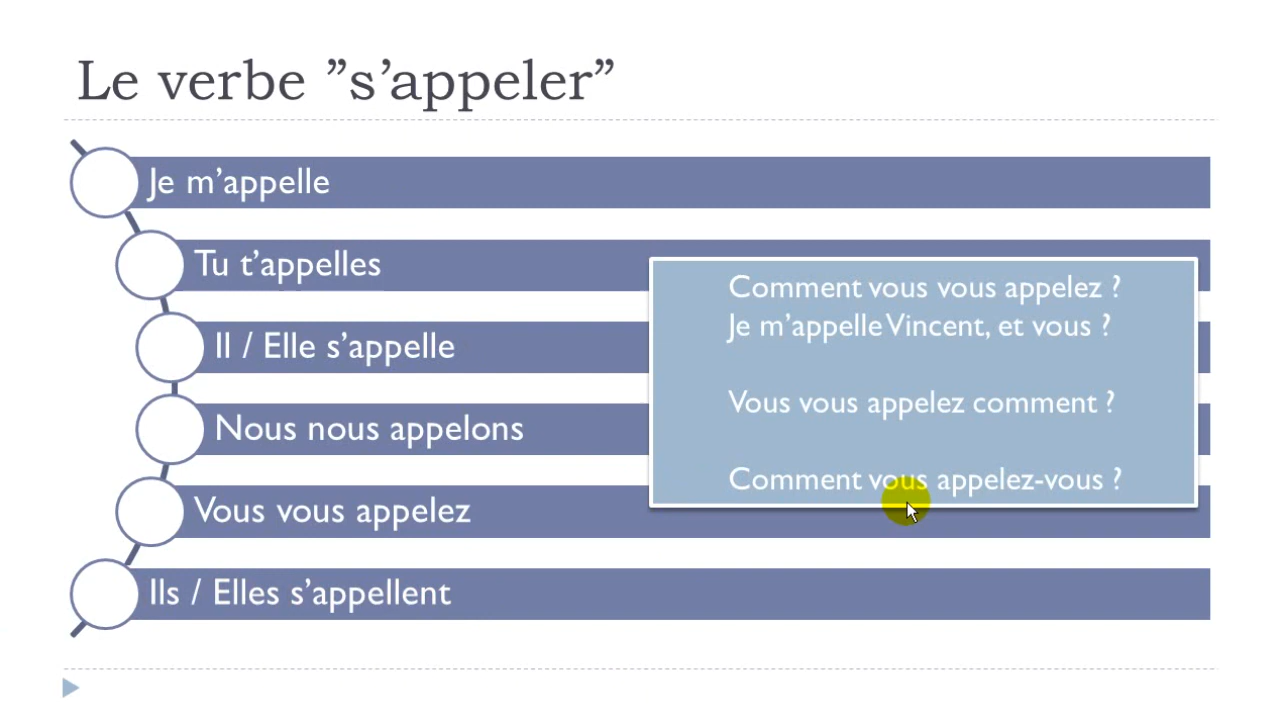 Le verbe ”s’appeler”
Je m’appelle
Tu t’appelles
Il / Elle s’appelle
Nous nous appelons
Vous vous appelez
Ils / Elles s’appellent
Comment vous vous appelez ?
Je m’appelle Vincent, et vous ?
Vous vous appelez comment ?
Comment vous appelez-vous ?